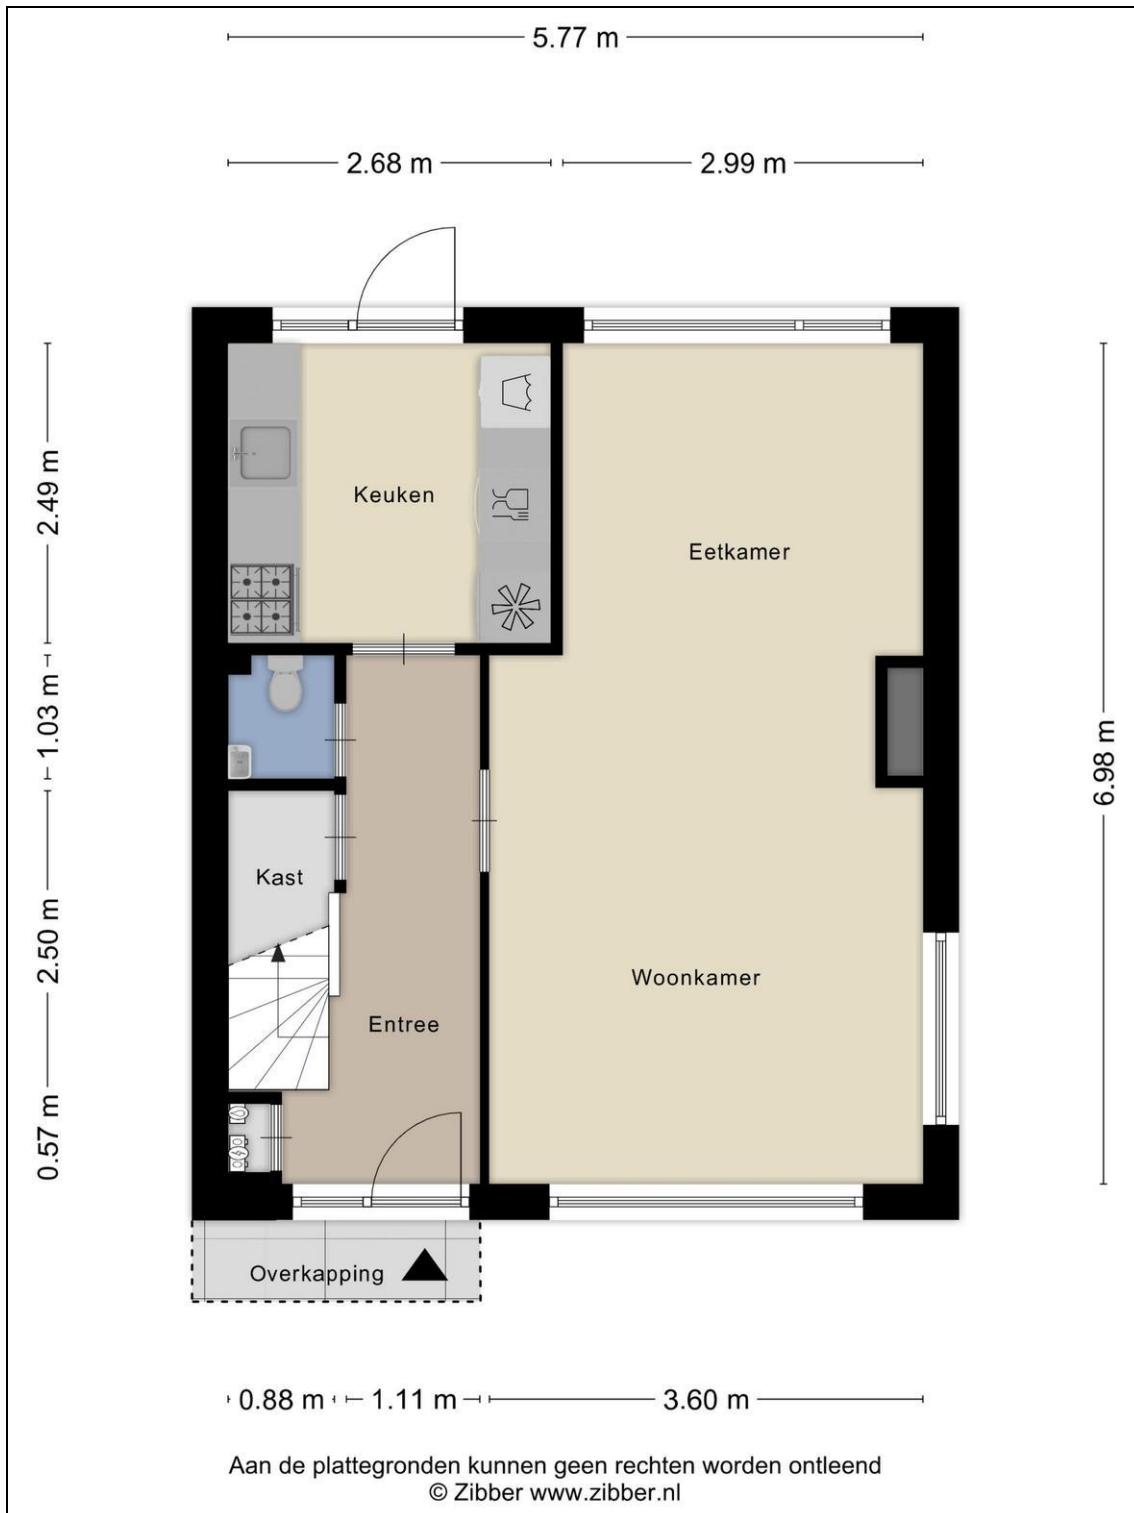 5.77 m
2.68 m
2.99 m
2.49 m
Keuken
Eetkamer
1.03 m
6.98 m
Kast
2.50 m
Woonkamer
Entree
0.57 m
Overkapping
0.88 m
1.11 m
3.60 m
Aan de plattegronden kunnen geen rechten worden ontleend
© Zibber www.zibber.nl